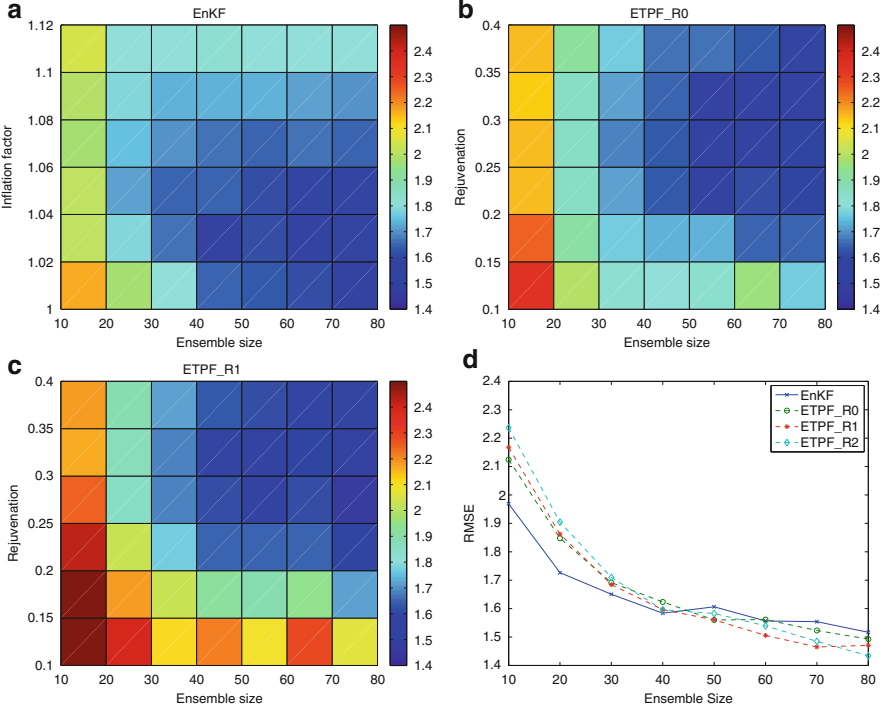 a
EnKF
1.12
1.1
1.08
1.06
1.04
1.02
1
Inflation factor
10 20 30 40 50 60 70 80
Ensemble size
2.4
2.3
2.2
2.1
2
1.9
1.8
1.7
1.6
1.5
1.4
b
ETPF_R0
0.4
0.35
0.3
0.25
0.2
0.15
0.1
Rejuvenation
10 20 30 40 50 60 70 80
Ensemble size
2.4
2.3
2.2
2.1
2
1.9
1.8
1.7
1.6
1.5
1.4
c
ETPF_R1
0.4
0.35
0.3
0.25
0.2
0.15
0.1
Rejuvenation
10 20 30 40 50 60 70 80
Ensemble size
2.4
2.3
2.2
2.1
2
1.9
1.8
1.7
1.6
1.5
1.4
d
2.4
2.3
2.2
2.1
2
1.9
1.8
1.7
1.6
1.5
1.4
RMSE
10 20 30 40 50 60 70 80
Ensemble Size
EnKF
ETPF_R0
ETPF_R1
ETPF_R2